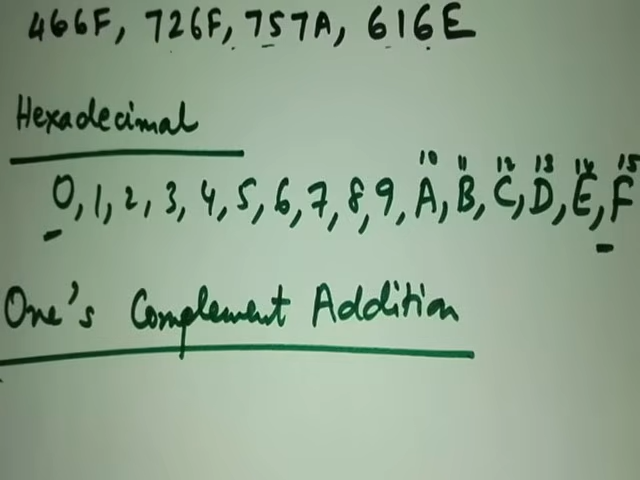 466F, 726F, 757A, 616E
Hexadecimal
10 11 12 13 14 15
0, 1, 2, 3, 4, 5, 6, 7, 8, 9, A, B, C, D, E, F
One's Complement Addition